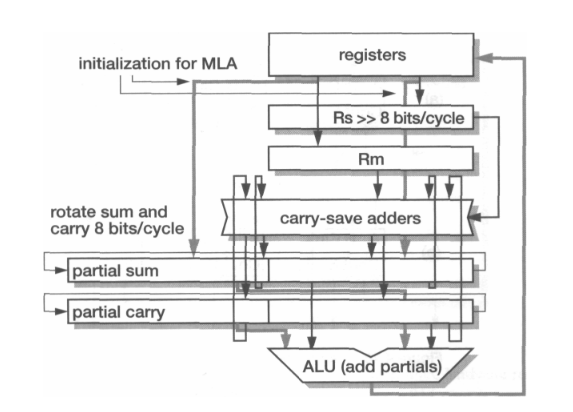 registers
initialization for MLA
Rs >> 8 bits/cycle
Rm
rotate sum and
carry 8 bits/cycle
carry-save adders
partial sum
partial carry
ALU (add partials)